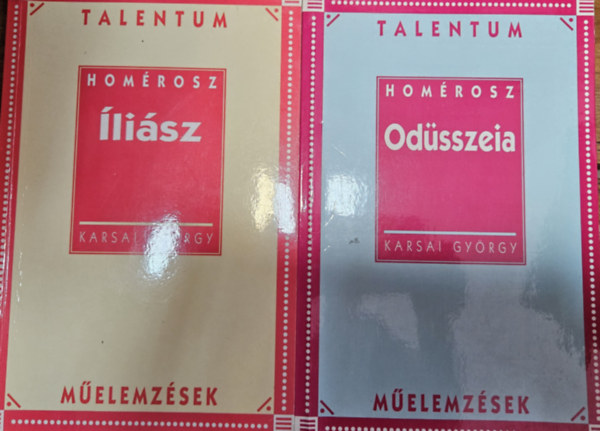 TALENTUM
HOMÉROSZ
Íliász
KARSAI GYÖRGY
MŰELEMZÉSEK
TALENTUM
HOMÉROSZ
Odüsszeia
KARSAI GYÖRGY
MŰELEMZÉSEK